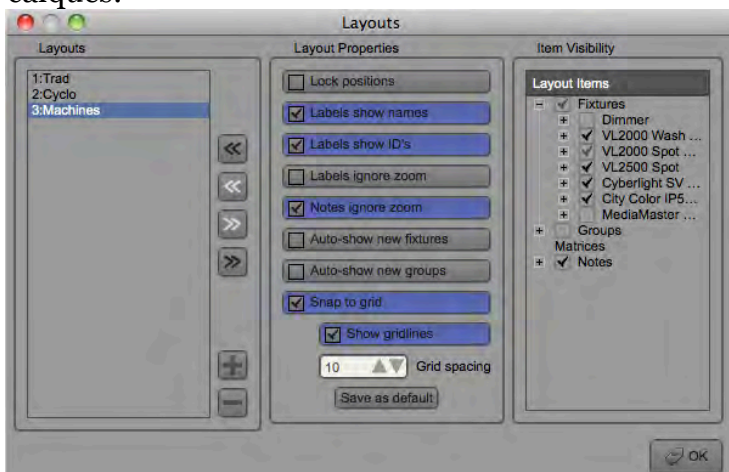 calques.
Layouts
Layouts
1:Trad
2:Cyclo
3:Machines
Layout Properties
Lock positions
Labels show names
Labels show ID's
Labels ignore zoom
Notes ignore zoom
Auto-show new fixtures
Auto-show new groups
Snap to grid
Show gridlines
10 Grid spacing
Save as default
Item Visibility
Layout Items
Fixtures
Dimmer
VL2000 Wash ...
VL2000 Spot ...
VL2500 Spot
Cyberlight SV ...
City Color IP5...
MediaMaster ...
Groups
Matrices
Notes
OK